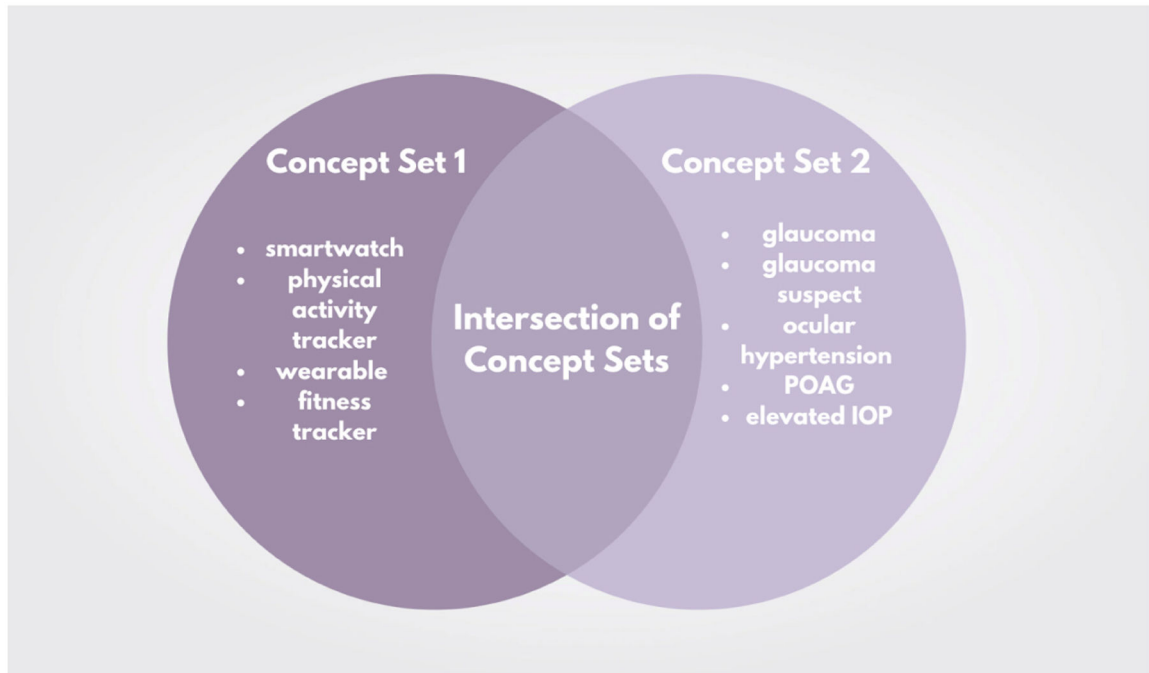 Concept Set 1
• smartwatch
• physical
activity
tracker
• wearable
• fitness
tracker
Intersection of
Concept Sets
Concept Set 2
• glaucoma
• glaucoma
suspect
• ocular
hypertension
• POAG
• elevated IOP